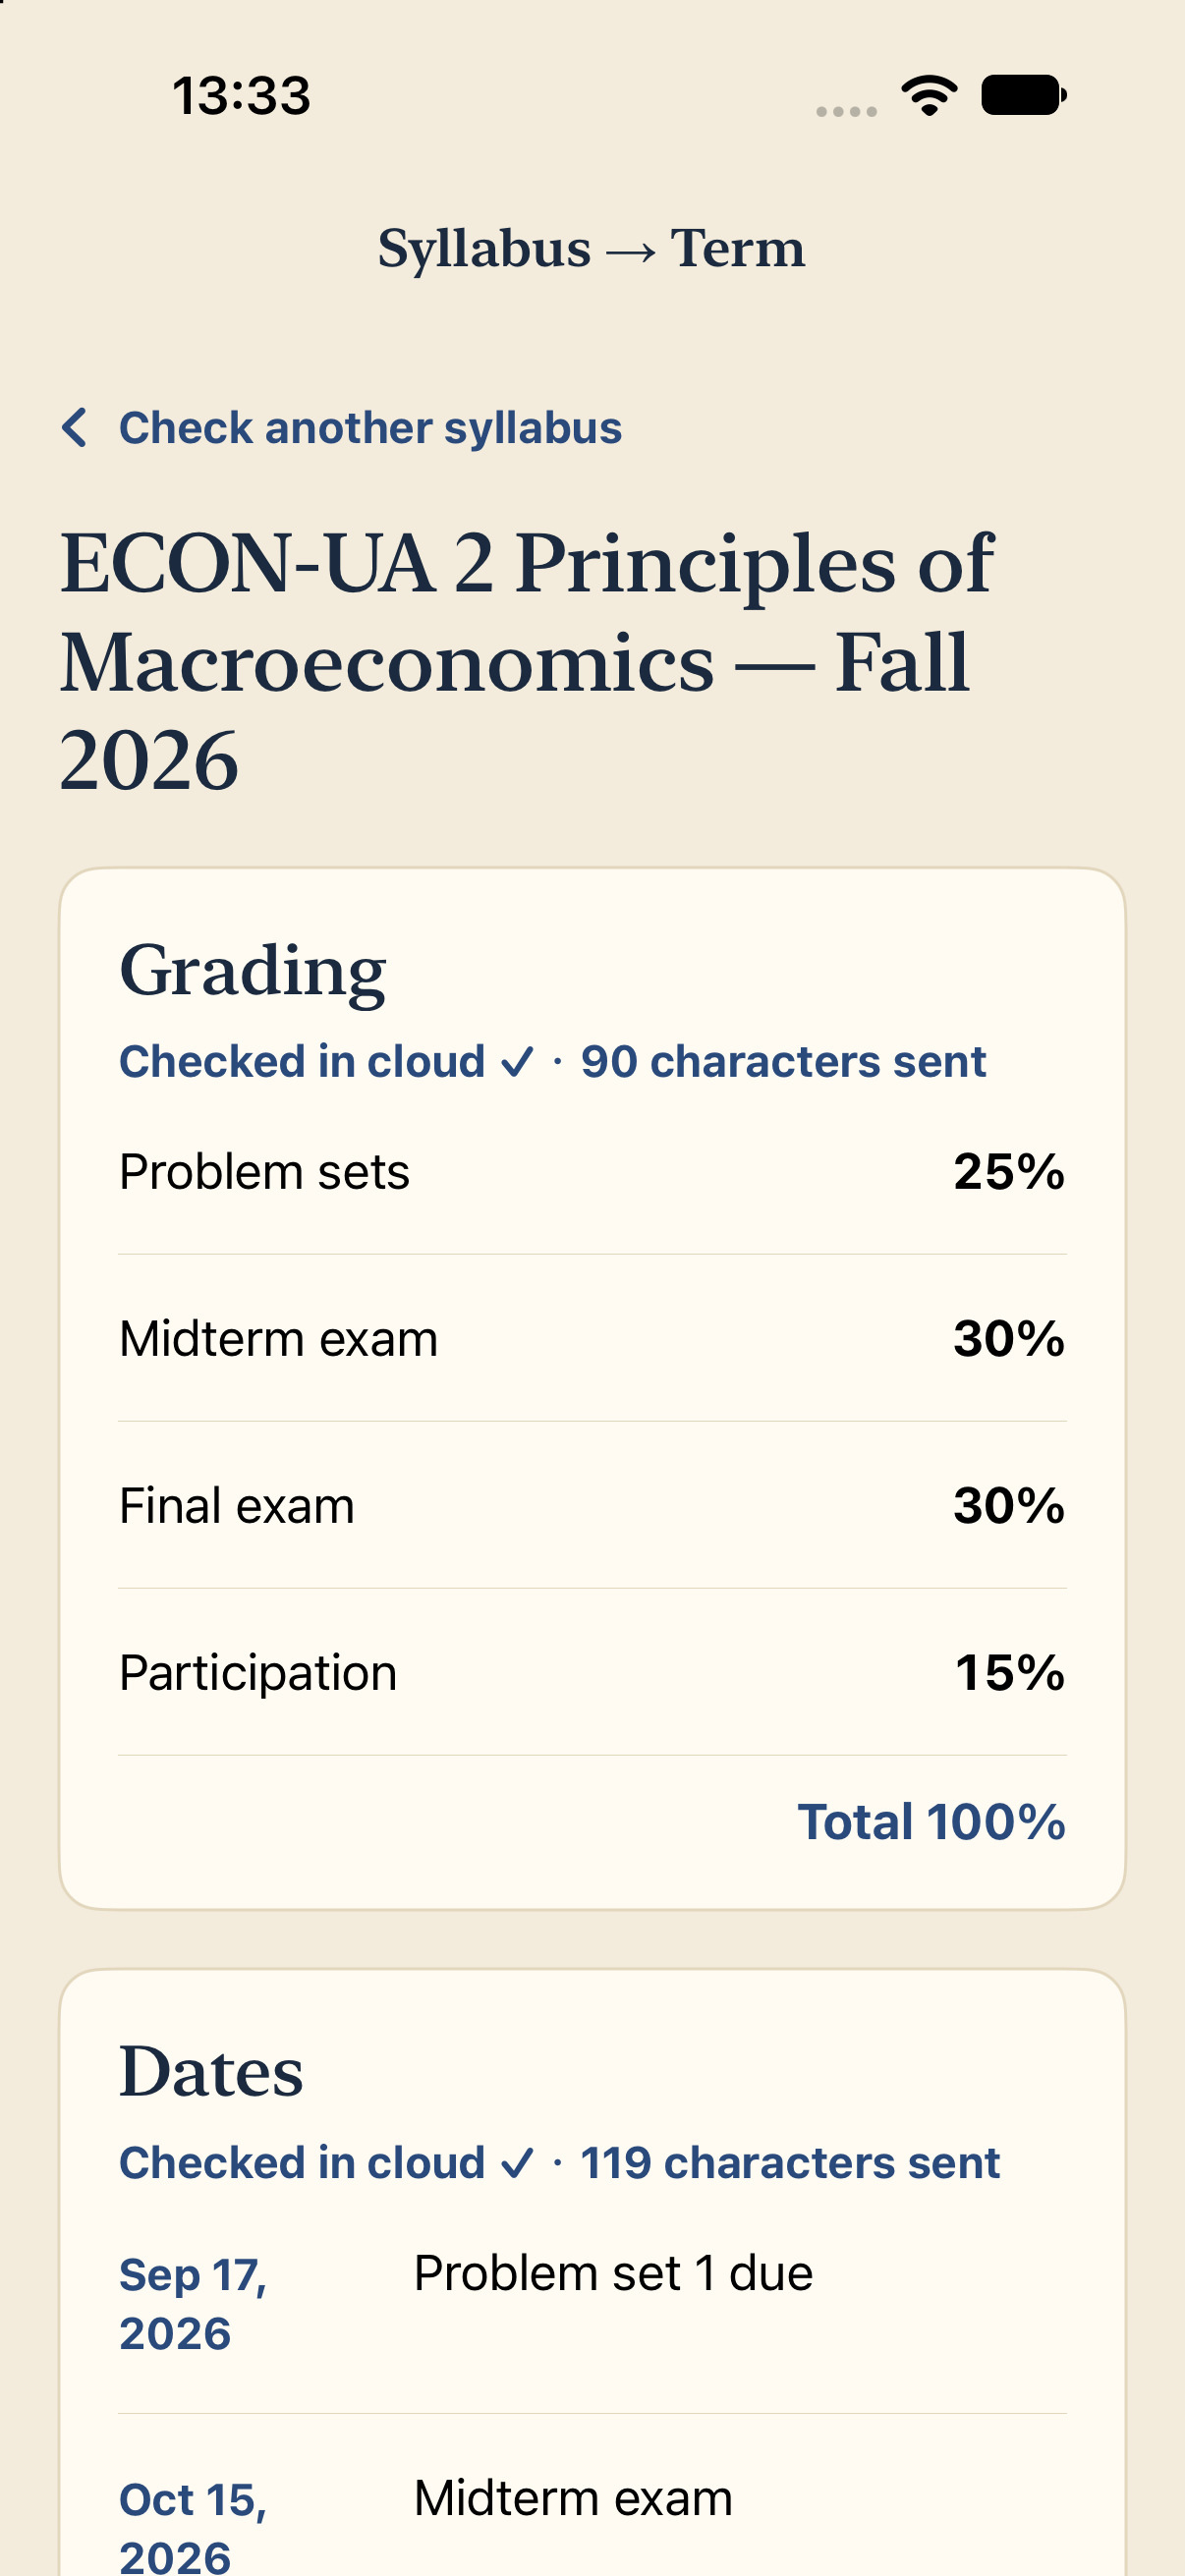 13:33
Syllabus → Term
Check another syllabus
ECON-UA 2 Principles of
Macroeconomics — Fall
2026
Grading
Checked in cloud ✓ · 90 characters sent
Problem sets 25%
Midterm exam 30%
Final exam 30%
Participation 15%
Total 100%
Dates
Checked in cloud ✓ · 119 characters sent
Sep 17, Problem set 1 due
2026
Oct 15, Midterm exam
2026